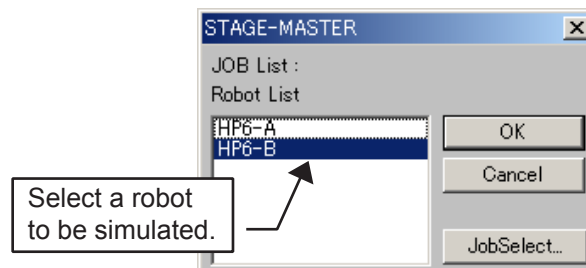 STAGE-MASTER
JOB List :
Robot List
HP6-A
HP6-B
OK
Cancel
JobSelect...
Select a robot
to be simulated.